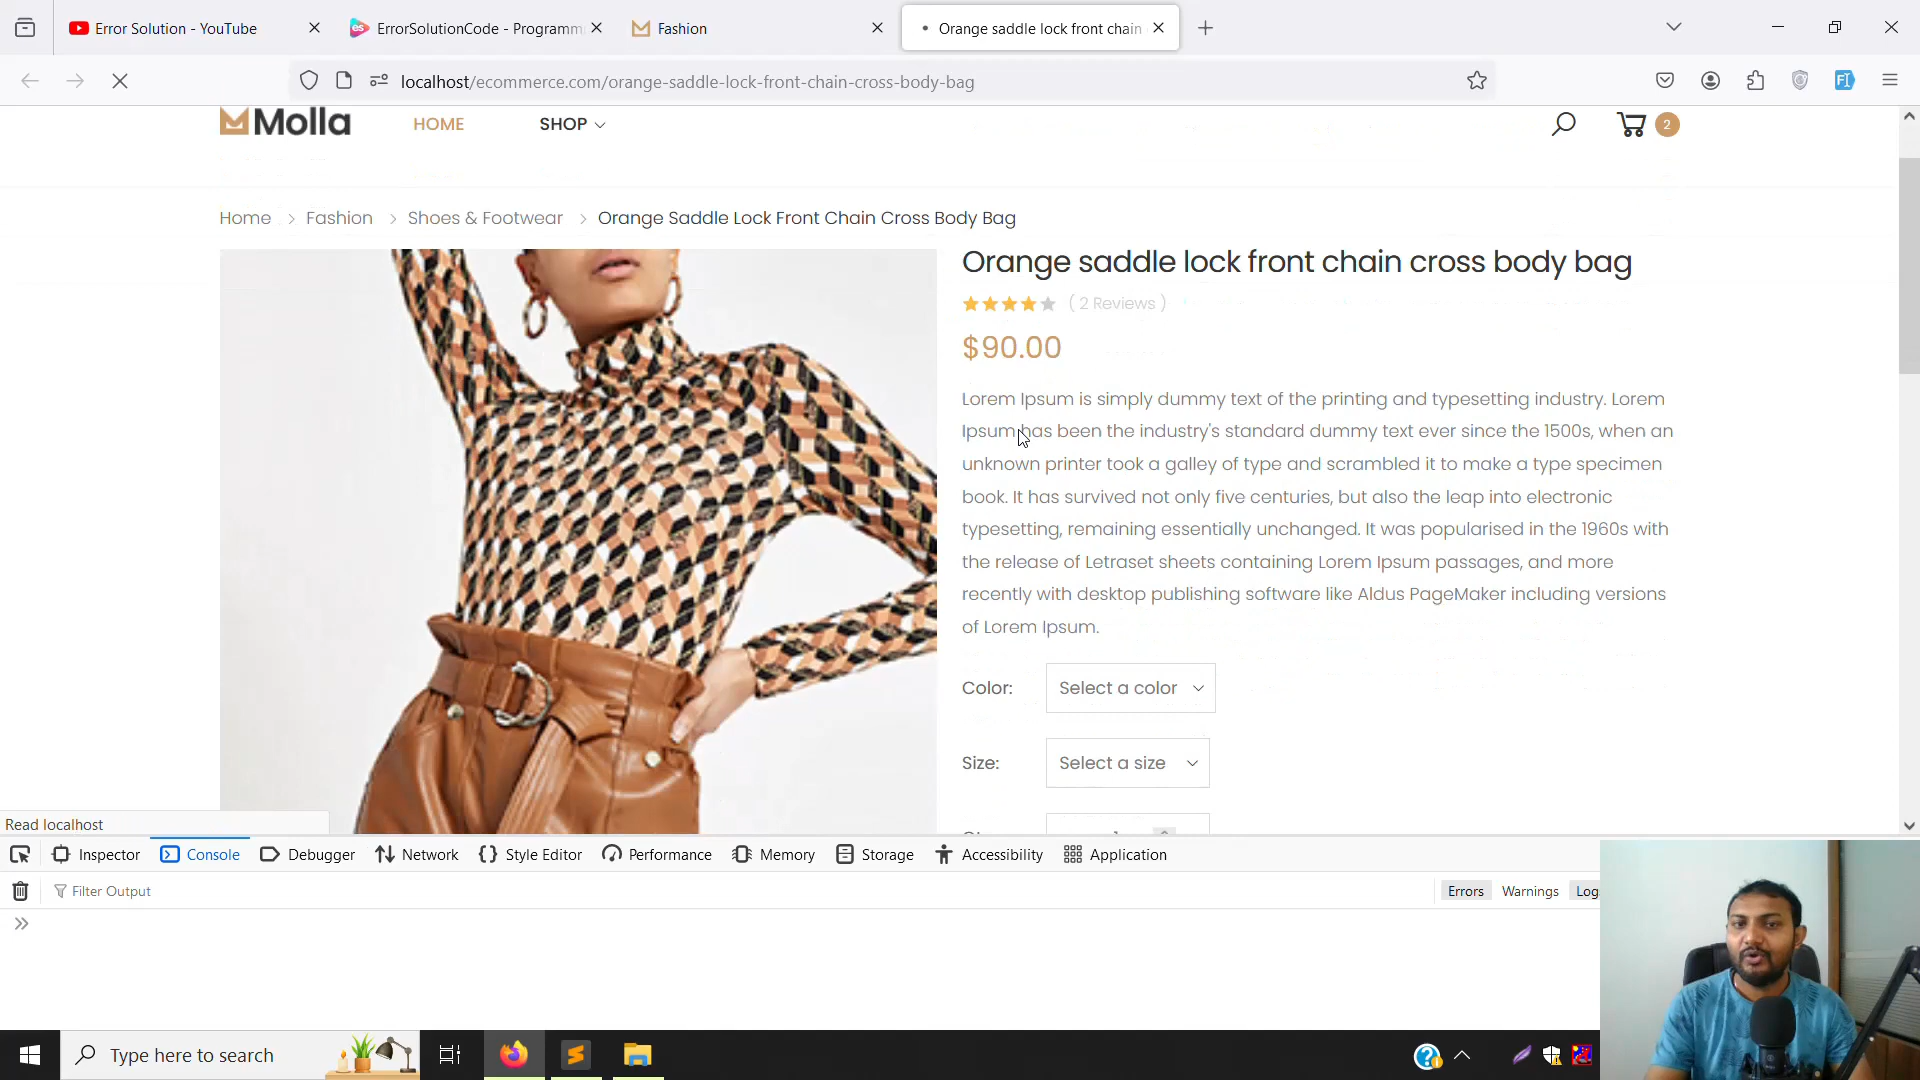 Error Solution - YouTube
ErrorSolutionCode - Programm
Fashion
Orange saddle lock front chain
localhost/ecommerce.com/orange-saddle-lock-front-chain-cross-body-bag
Molla
HOME
SHOP
2
Home
Fashion
Shoes & Footwear
Orange Saddle Lock Front Chain Cross Body Bag
Orange saddle lock front chain cross body bag
( 2 Reviews )
$90.00
Lorem Ipsum is simply dummy text of the printing and typesetting industry. Lorem
Ipsum has been the industry's standard dummy text ever since the 1500s, when an
unknown printer took a galley of type and scrambled it to make a type specimen
book. It has survived not only five centuries, but also the leap into electronic
typesetting, remaining essentially unchanged. It was popularised in the 1960s with
the release of Letraset sheets containing Lorem Ipsum passages, and more
recently with desktop publishing software like Aldus PageMaker including versions
of Lorem Ipsum.
Color:
Select a color
Size:
Select a size
Read localhost
Inspector
Console
Debugger
Network
Style Editor
Performance
Memory
Storage
Accessibility
Application
Filter Output
Errors
Warnings
Logs
Type here to search